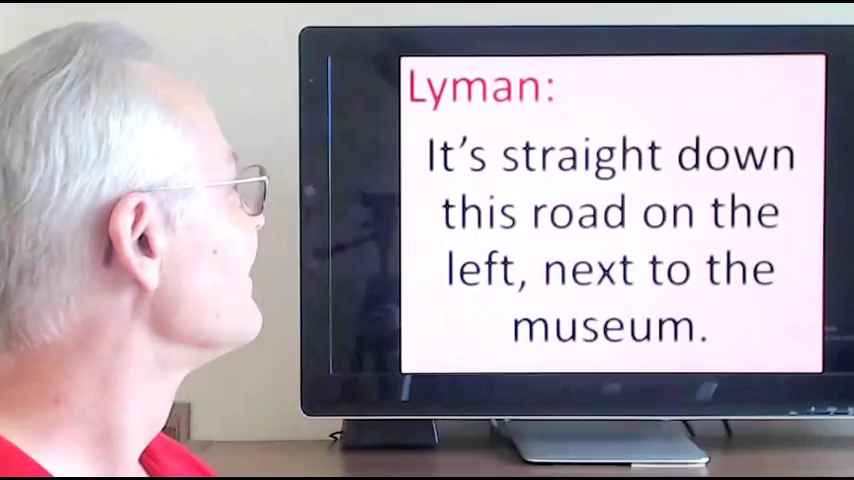 Lyman:
It's straight down
this road on the
left, next to the
museum.